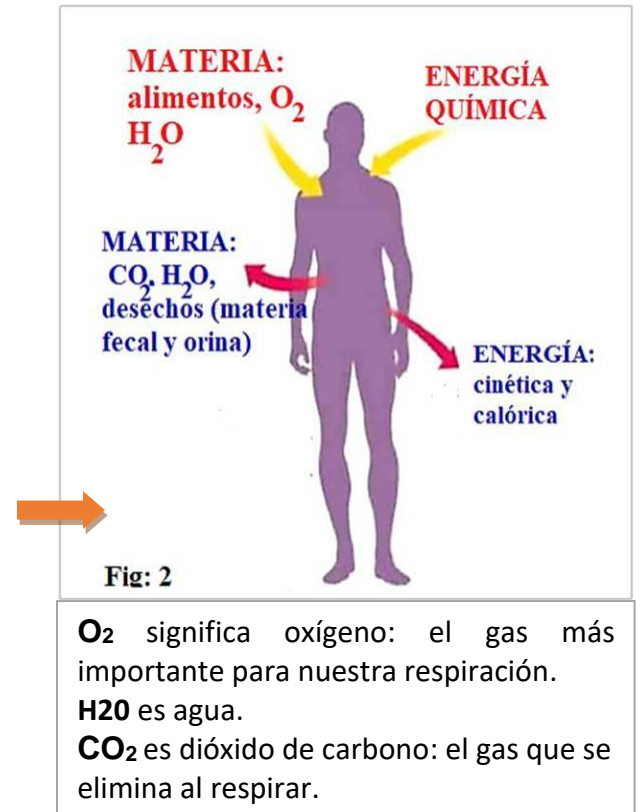 MATERIA:
alimentos, O₂
H₂O
ENERGÍA
QUÍMICA
MATERIA:
CO₂. H₂O,
desechos (materia
fecal y orina)
ENERGÍA:
cinética y
calórica
Fig: 2
O₂ significa oxígeno: el gas más
importante para nuestra respiración.
H20 es agua.
CO₂ es dióxido de carbono: el gas que se
elimina al respirar.